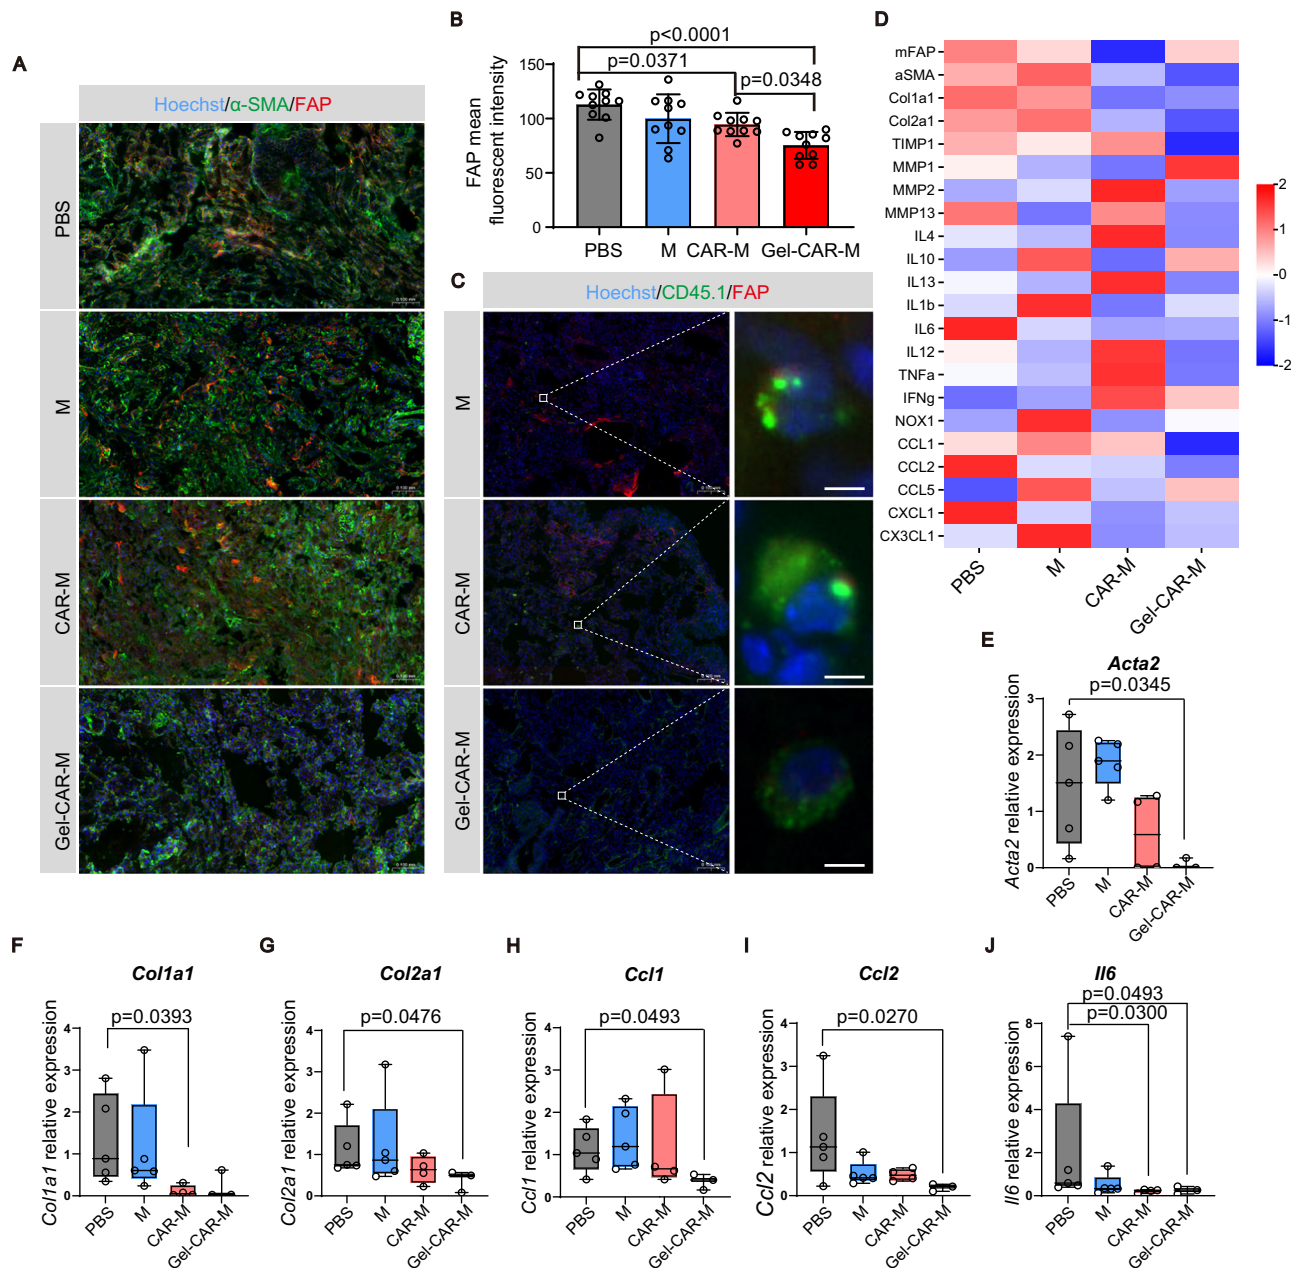 A
Hoechst/α-SMA/FAP
PBS
M
CAR-M
Gel-CAR-M
B
p<0.0001
p=0.0371
p=0.0348
FAP mean
fluorescent intensity
150
100
50
0
PBS
M
CAR-M
Gel-CAR-M
C
Hoechst/CD45.1/FAP
M
CAR-M
Gel-CAR-M
D
mFAP
aSMA
Col1a1
Col2a1
TIMP1
MMP1
MMP2
MMP13
IL4
IL10
IL13
IL1b
IL6
IL12
TNFa
IFNg
NOX1
CCL1
CCL2
CCL5
CXCL1
CX3CL1
PBS
M
CAR-M
Gel-CAR-M
2
1
0
-1
-2
E
Acta2
p=0.0345
Acta2 relative expression
3
2
1
0
PBS
M
CAR-M
Gel-CAR-M
F
Col1a1
p=0.0393
Col1a1 relative expression
4
3
2
1
0
PBS
M
CAR-M
Gel-CAR-M
G
Col2a1
p=0.0476
Col2a1 relative expression
4
3
2
1
0
PBS
M
CAR-M
Gel-CAR-M
H
Ccl1
p=0.0493
Ccl1 relative expression
4
3
2
1
0
PBS
M
CAR-M
Gel-CAR-M
I
Ccl2
p=0.0270
Ccl2 relative expression
4
3
2
1
0
PBS
M
CAR-M
Gel-CAR-M
J
Il6
p=0.0493
p=0.0300
Il6 relative expression
8
6
4
2
0
PBS
M
CAR-M
Gel-CAR-M